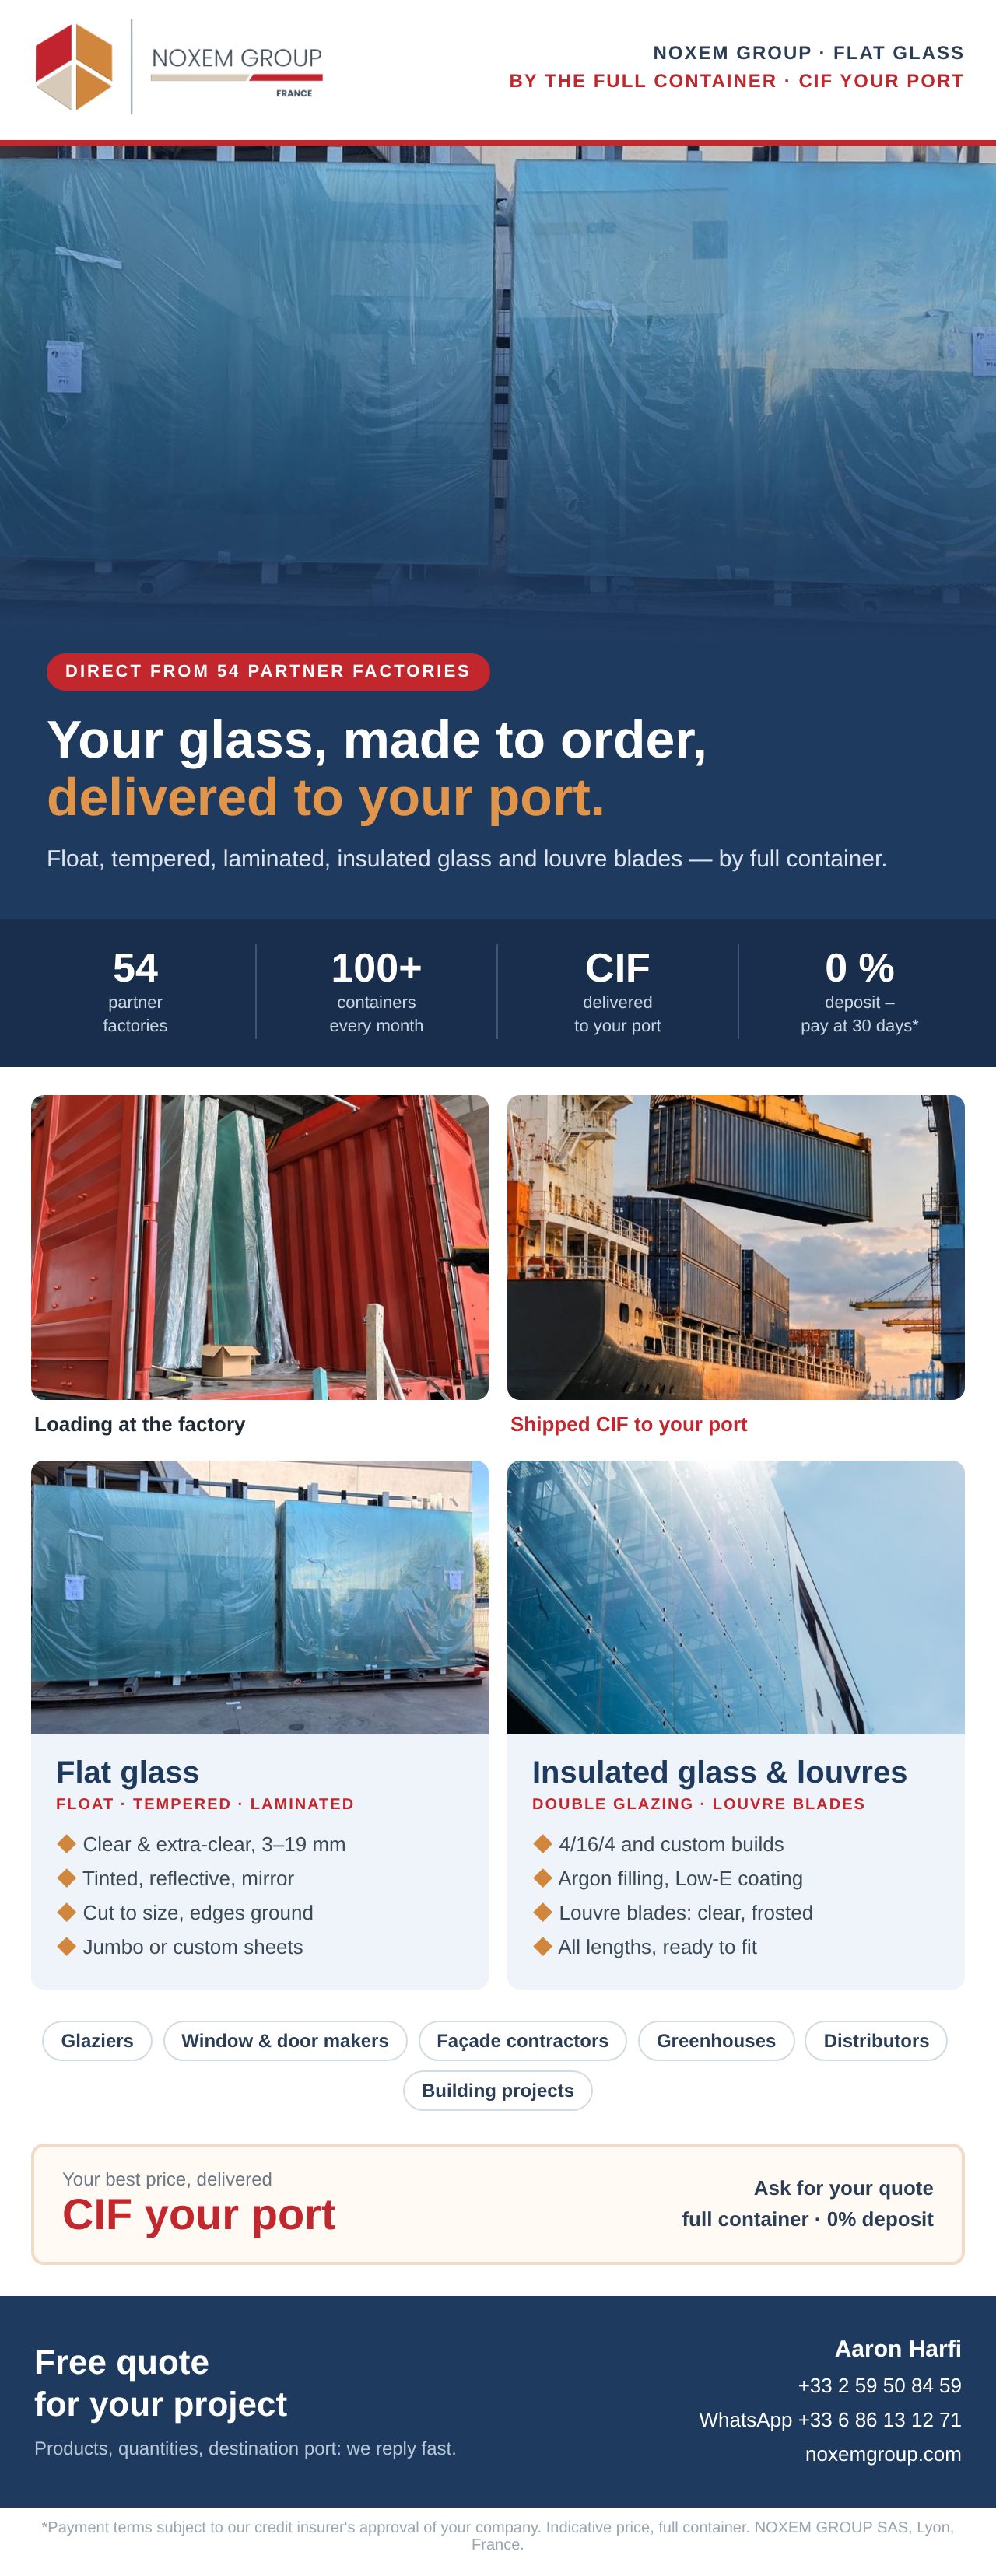 NOXEM GROUP
FRANCE
NOXEM GROUP · FLAT GLASS
BY THE FULL CONTAINER · CIF YOUR PORT
DIRECT FROM 54 PARTNER FACTORIES
Your glass, made to order,
delivered to your port.
Float, tempered, laminated, insulated glass and louvre blades — by full container.
54
partner
factories
100+
containers
every month
CIF
delivered
to your port
0 %
deposit –
pay at 30 days*
Loading at the factory
Shipped CIF to your port
Flat glass
FLOAT · TEMPERED · LAMINATED
◆ Clear & extra-clear, 3–19 mm
◆ Tinted, reflective, mirror
◆ Cut to size, edges ground
◆ Jumbo or custom sheets
Insulated glass & louvres
DOUBLE GLAZING · LOUVRE BLADES
◆ 4/16/4 and custom builds
◆ Argon filling, Low-E coating
◆ Louvre blades: clear, frosted
◆ All lengths, ready to fit
Glaziers
Window & door makers
Façade contractors
Greenhouses
Distributors
Building projects
Your best price, delivered
CIF your port
Ask for your quote
full container · 0% deposit
Free quote
for your project
Products, quantities, destination port: we reply fast.
Aaron Harfi
+33 2 59 50 84 59
WhatsApp +33 6 86 13 12 71
noxemgroup.com
*Payment terms subject to our credit insurer's approval of your company. Indicative price, full container. NOXEM GROUP SAS, Lyon,
France.